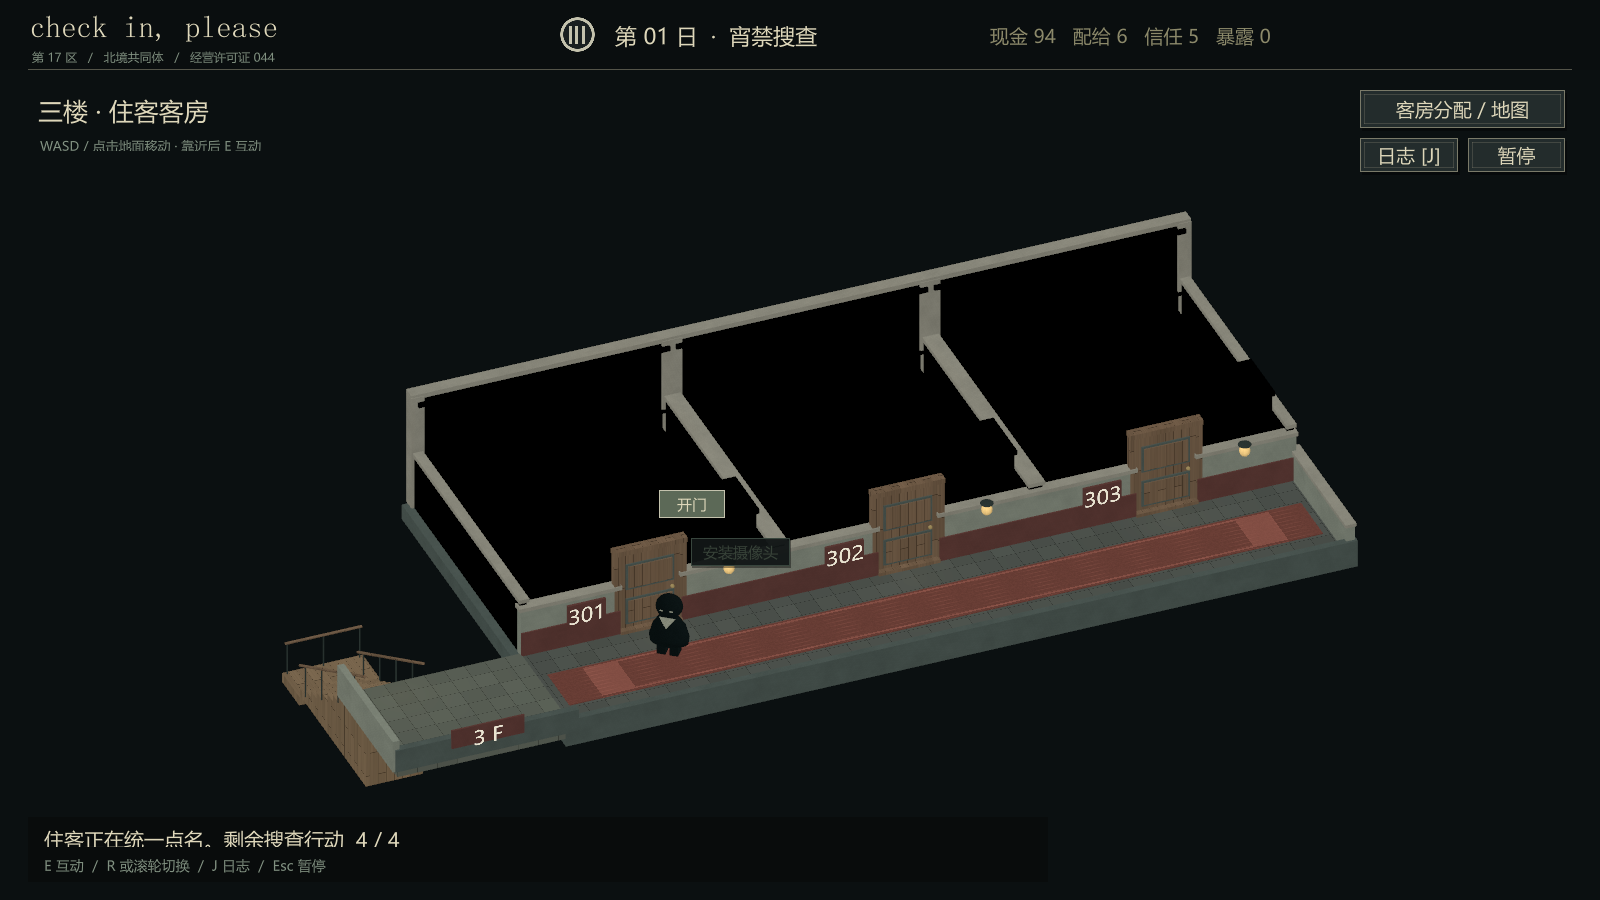 check in, please
第 17 区 / 北境共同体 / 经营许可证 044
第 01 日 · 宵禁搜查
现金 94 配给 6 信任 5 暴露 0
三楼 · 住客客房
WASD / 点击地面移动 · 靠近后 E 互动
客房分配 / 地图
日志 [J]
暂停
开门
安装摄像头
301
302
303
3 F
住客正在统一点名。剩余搜查行动 4 / 4
E 互动 / R 或滚轮切换 / J 日志 / Esc 暂停